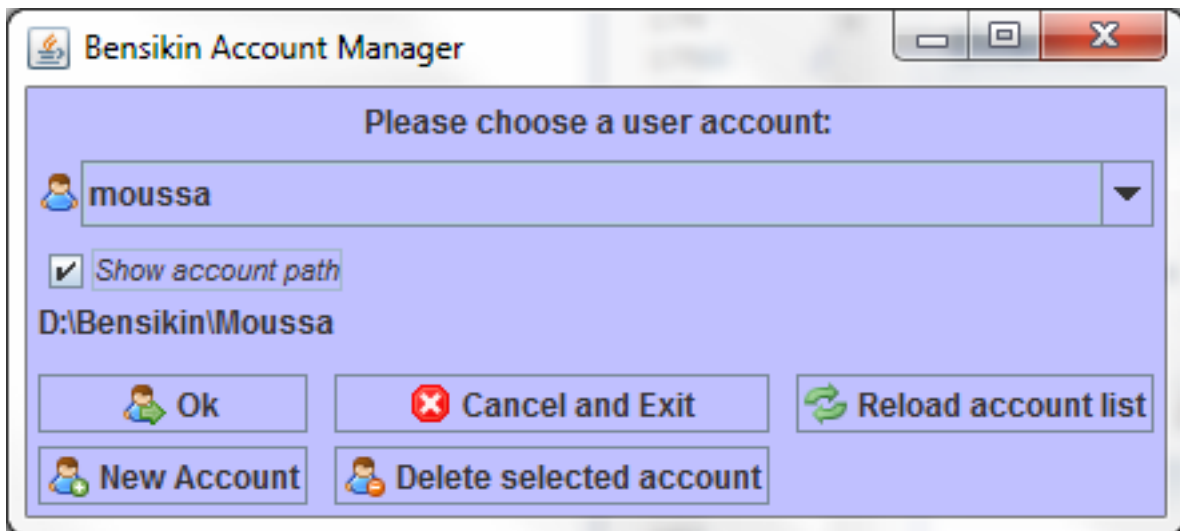 Bensikin Account Manager
Please choose a user account:
moussa
Show account path
D:\Bensikin\Moussa
Ok Cancel and Exit Reload account list
New Account Delete selected account